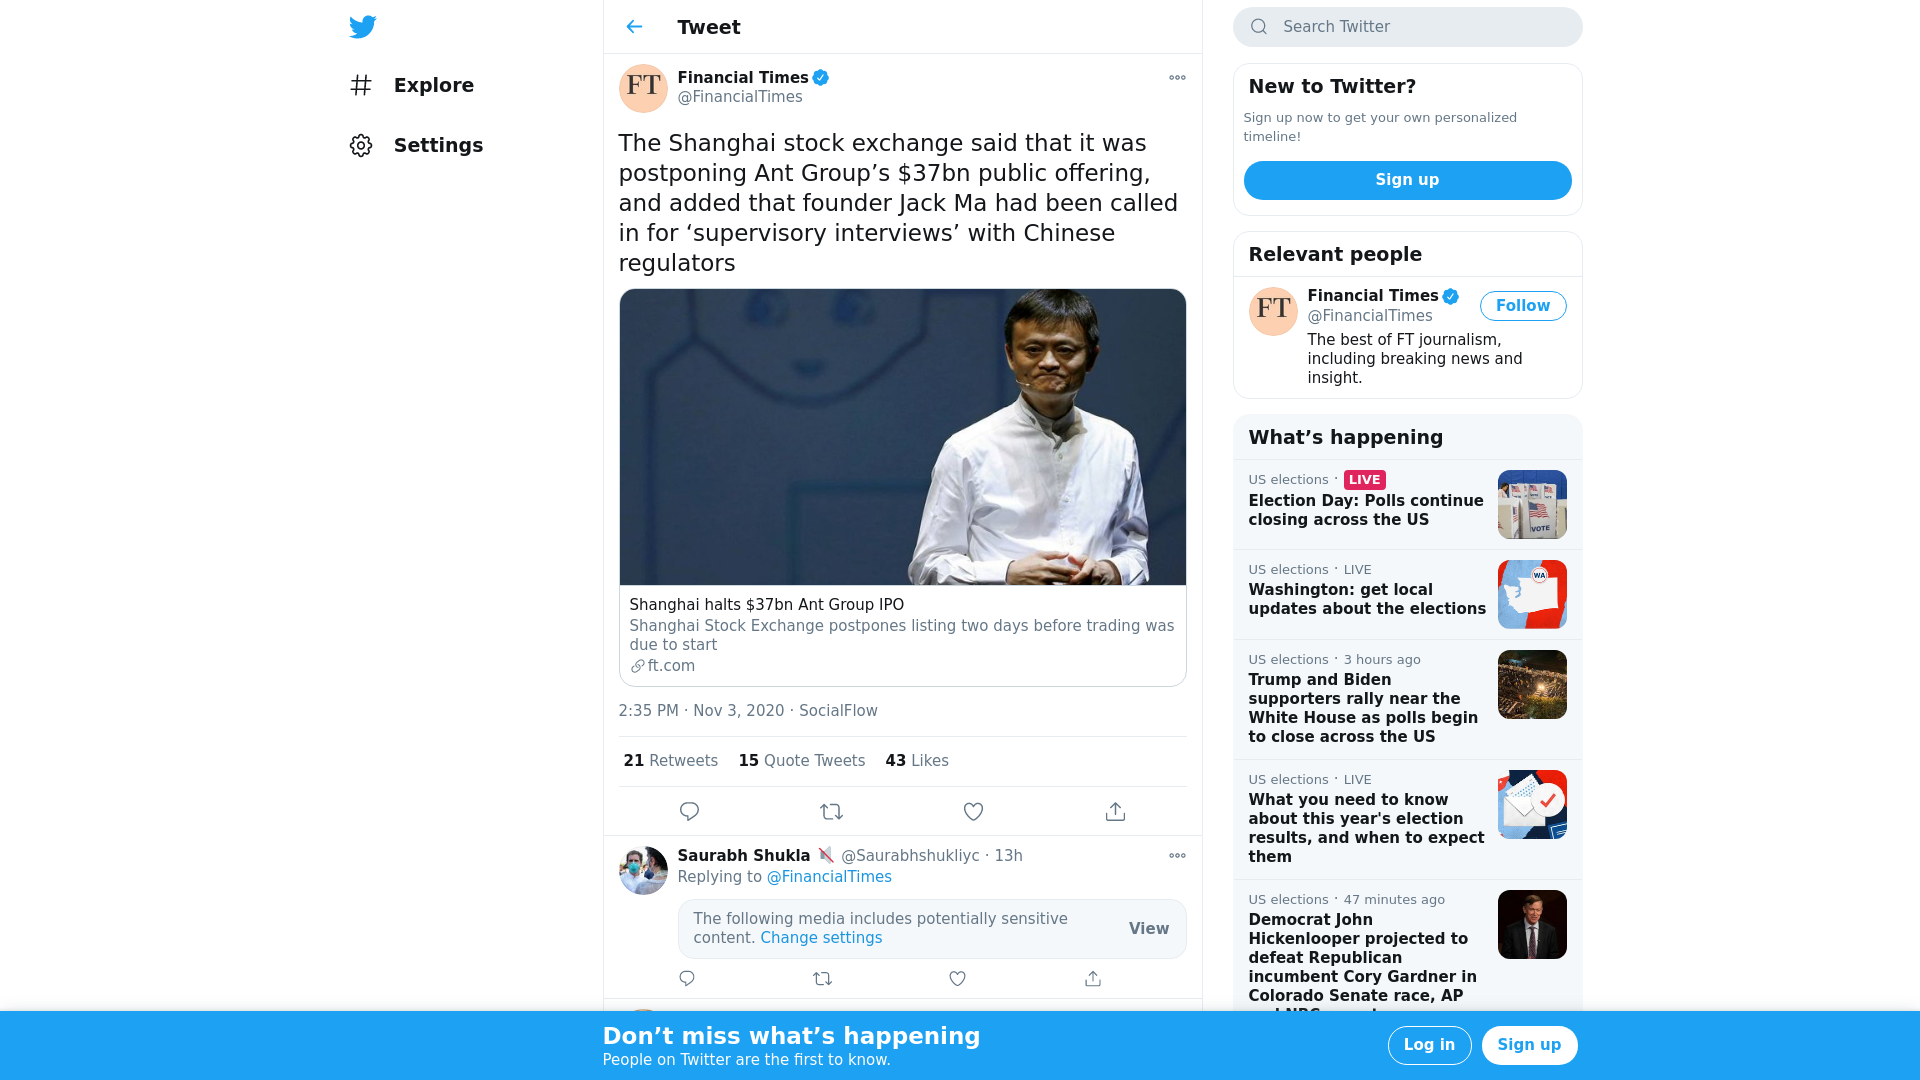 Explore
Settings
Tweet
FT
Financial Times
@FinancialTimes
The Shanghai stock exchange said that it was
postponing Ant Group’s $37bn public offering,
and added that founder Jack Ma had been called
in for ‘supervisory interviews’ with Chinese
regulators
Shanghai halts $37bn Ant Group IPO
Shanghai Stock Exchange postpones listing two days before trading was
due to start
ft.com
2:35 PM · Nov 3, 2020 · SocialFlow
21 Retweets 15 Quote Tweets 43 Likes
Saurabh Shukla @Saurabhshukliyc · 13h
Replying to @FinancialTimes
The following media includes potentially sensitive
content. Change settings
View
Search Twitter
New to Twitter?
Sign up now to get your own personalized
timeline!
Sign up
Relevant people
FT
Financial Times
@FinancialTimes
Follow
The best of FT journalism,
including breaking news and
insight.
What’s happening
US elections · LIVE
Election Day: Polls continue
closing across the US
VOTE
US elections · LIVE
Washington: get local
updates about the elections
WA
US elections · 3 hours ago
Trump and Biden
supporters rally near the
White House as polls begin
to close across the US
US elections · LIVE
What you need to know
about this year's election
results, and when to expect
them
US elections · 47 minutes ago
Democrat John
Hickenlooper projected to
defeat Republican
incumbent Cory Gardner in
Colorado Senate race, AP
Don’t miss what’s happening
People on Twitter are the first to know.
Log in
Sign up